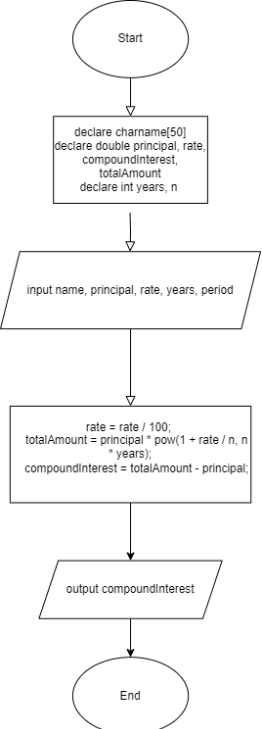 Start
declare charname[50]
declare double principal, rate,
compoundInterest,
totalAmount
declare int years, n
input name, principal, rate, years, period
rate = rate / 100;
totalAmount = principal * pow(1 + rate / n, n
* years);
compoundInterest = totalAmount - principal;
output compoundInterest
End